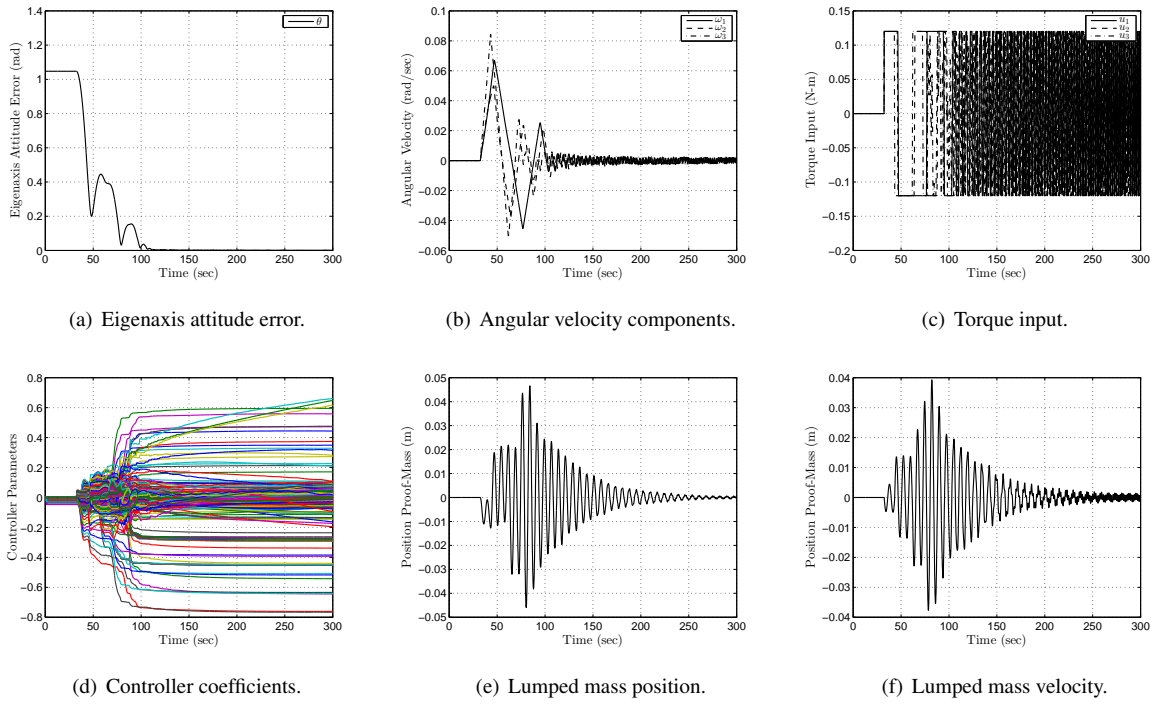 1.4
1.2
1
0.8
0.6
0.4
0.2
0
0 50 100 150 200 250 300
Time (sec)
Eigenaxis Attitude Error (rad)
θ
(a) Eigenaxis attitude error.
0.1
0.08
0.06
0.04
0.02
0
−0.02
−0.04
−0.06
0 50 100 150 200 250 300
Time (sec)
Angular Velocity (rad/sec)
ω1
ω2
ω3
(b) Angular velocity components.
0.15
0.1
0.05
0
−0.05
−0.1
−0.15
−0.2
0 50 100 150 200 250 300
Time (sec)
Torque Input (N-m)
u1
u2
u3
(c) Torque input.
0.8
0.6
0.4
0.2
0
−0.2
−0.4
−0.6
−0.8
0 50 100 150 200 250 300
Time (sec)
Controller Parameters
(d) Controller coefficients.
0.05
0.04
0.03
0.02
0.01
0
−0.01
−0.02
−0.03
−0.04
−0.05
0 50 100 150 200 250 300
Time (sec)
Position Proof-Mass (m)
(e) Lumped mass position.
0.04
0.03
0.02
0.01
0
−0.01
−0.02
−0.03
−0.04
0 50 100 150 200 250 300
Time (sec)
Position Proof-Mass (m)
(f) Lumped mass velocity.